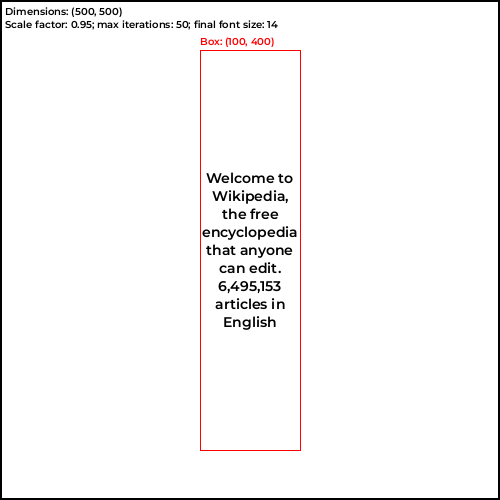 Dimensions: (500, 500)
Scale factor: 0.95; max iterations: 50; final font size: 14
Box: (100, 400)
Welcome to
Wikipedia,
the free
encyclopedia
that anyone
can edit.
6,495,153
articles in
English